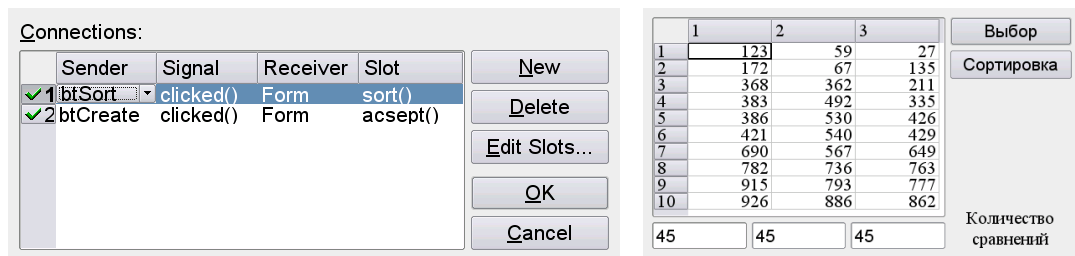 Connections:
Sender Signal Receiver Slot
1 btSort clicked() Form sort()
2 btCreate clicked() Form acsept()
New
Delete
Edit Slots...
OK
Cancel
1 2 3
1 123 59 27
2 172 67 135
3 368 362 211
4 383 492 335
5 386 530 426
6 421 540 429
7 690 567 649
8 782 736 763
9 915 793 777
10 926 886 862
45 45 45
Выбор
Сортировка
Количество
сравнений